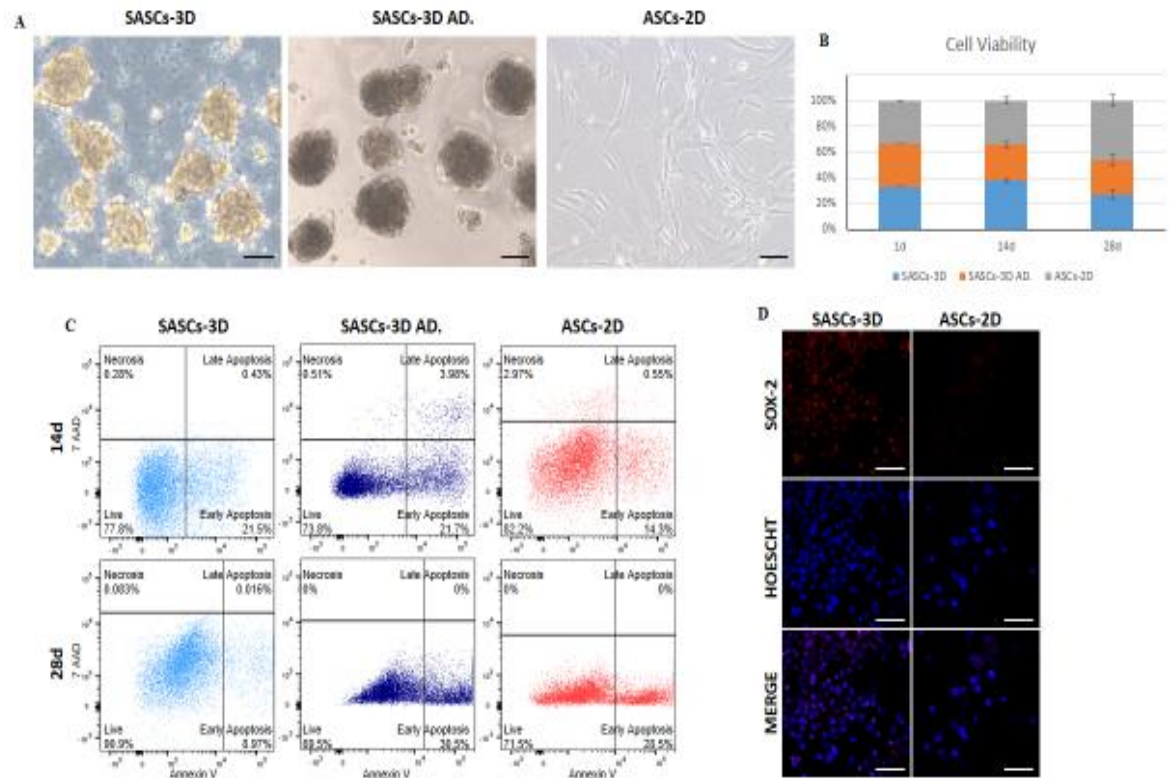 A
SASCs-3D
SASCs-3D AD.
ASCs-2D
B
Cell Viability
100%
80%
60%
40%
20%
0%
1d
14d
28d
SASCs-3D
SASCs-3D AD.
ASCs-2D
C
SASCs-3D
SASCs-3D AD.
ASCs-2D
14d
7 AAD
Necrosis
0.28%
Late Apoptosis
0.43%
Live
77.8%
Early Apoptosis
21.5%
Necrosis
0.51%
Late Apoptosis
3.98%
Live
73.8%
Early Apoptosis
21.7%
Necrosis
2.97%
Late Apoptosis
0.55%
Live
82.2%
Early Apoptosis
14.3%
28d
7 AAD
Necrosis
0.083%
Late Apoptosis
0.016%
Live
Early Apoptosis
Annexin V
Necrosis
0%
Late Apoptosis
0%
Live
Early Apoptosis
Annexin V
Necrosis
0%
Late Apoptosis
0%
Live
71.5%
Early Apoptosis
Annexin V
D
SASCs-3D
ASCs-2D
SOX-2
HOESCHT
MERGE